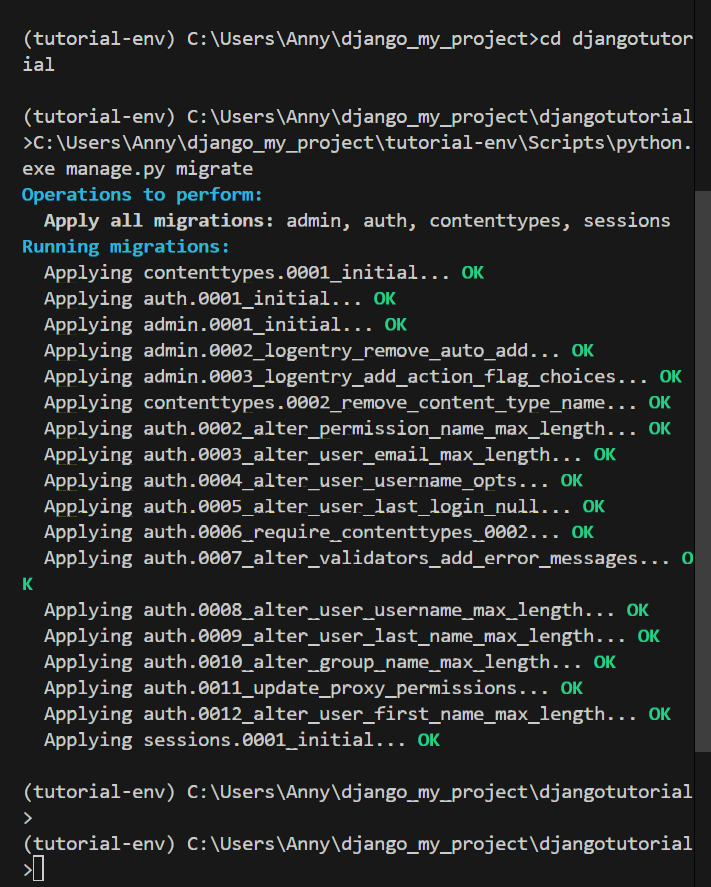 (tutorial-env) C:\Users\Anny\django_my_project>cd djangotutor
ial
(tutorial-env) C:\Users\Anny\django_my_project\djangotutorial
>C:\Users\Anny\django_my_project\tutorial-env\Scripts\python.
exe manage.py migrate
Operations to perform:
  Apply all migrations: admin, auth, contenttypes, sessions
Running migrations:
  Applying contenttypes.0001_initial... OK
  Applying auth.0001_initial... OK
  Applying admin.0001_initial... OK
  Applying admin.0002_logentry_remove_auto_add... OK
  Applying admin.0003_logentry_add_action_flag_choices... OK
  Applying contenttypes.0002_remove_content_type_name... OK
  Applying auth.0002_alter_permission_name_max_length... OK
  Applying auth.0003_alter_user_email_max_length... OK
  Applying auth.0004_alter_user_username_opts... OK
  Applying auth.0005_alter_user_last_login_null... OK
  Applying auth.0006_require_contenttypes_0002... OK
  Applying auth.0007_alter_validators_add_error_messages... O
K
  Applying auth.0008_alter_user_username_max_length... OK
  Applying auth.0009_alter_user_last_name_max_length... OK
  Applying auth.0010_alter_group_name_max_length... OK
  Applying auth.0011_update_proxy_permissions... OK
  Applying auth.0012_alter_user_first_name_max_length... OK
  Applying sessions.0001_initial... OK
(tutorial-env) C:\Users\Anny\django_my_project\djangotutorial
>
(tutorial-env) C:\Users\Anny\django_my_project\djangotutorial
>